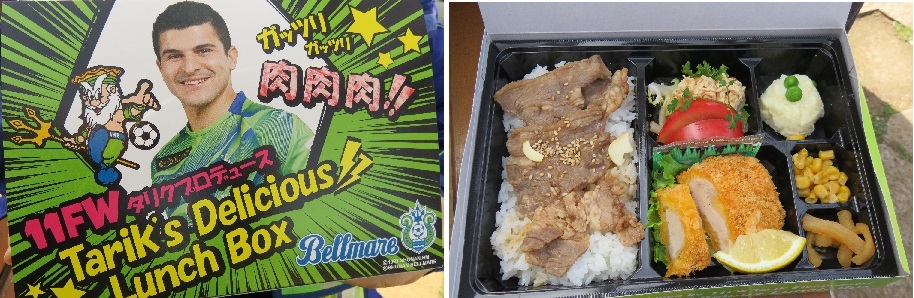 ガッツリ
ガッツリ
肉肉肉!!
11FW タリクプロデュース
Tarik's Delicious
Lunch Box
Bellmare